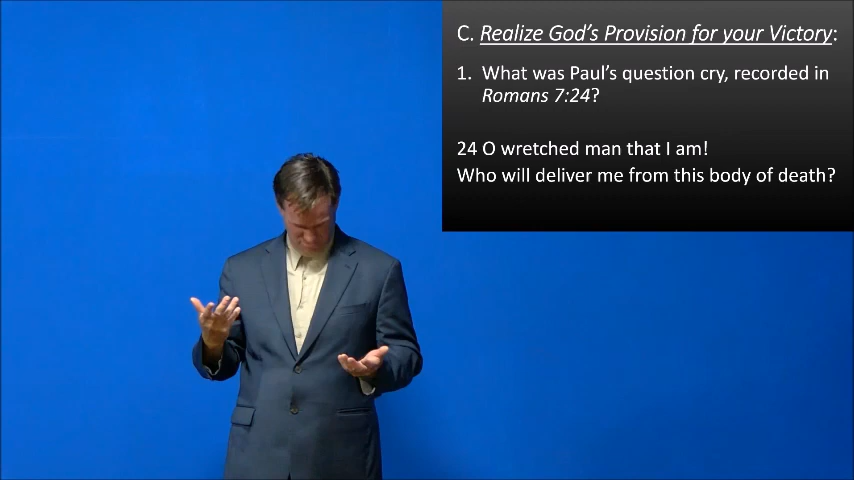 C. Realize God's Provision for your Victory:
1. What was Paul's question cry, recorded in
Romans 7:24?
24 O wretched man that I am!
Who will deliver me from this body of death?